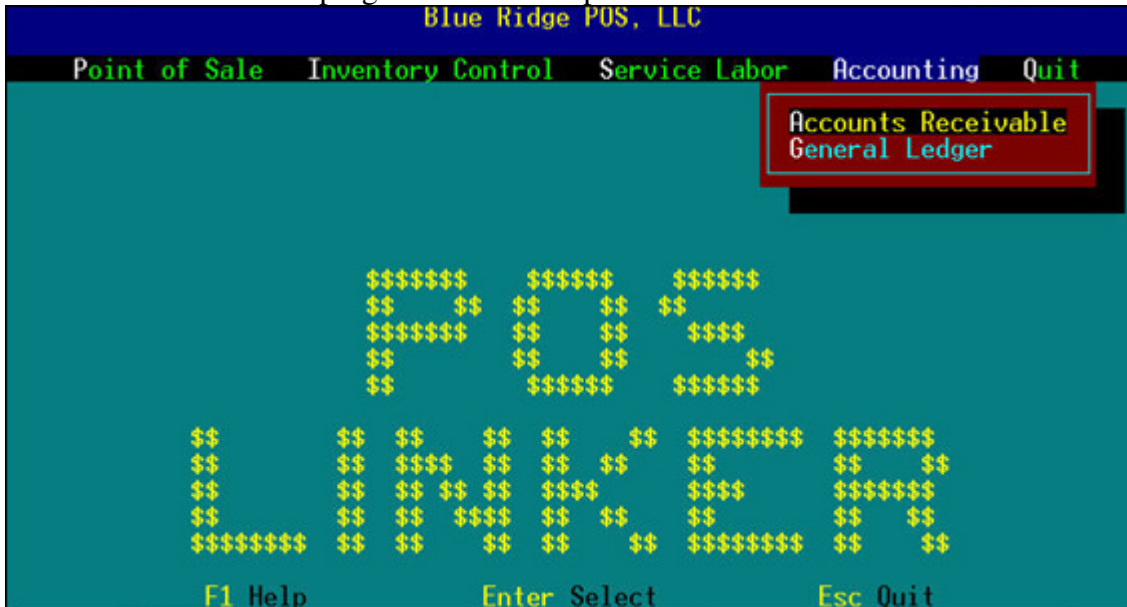 Blue Ridge POS, LLC
Point of Sale Inventory Control Service Labor Accounting Quit
Accounts Receivable
General Ledger
POS
LINKER
F1 Help Enter Select Esc Quit